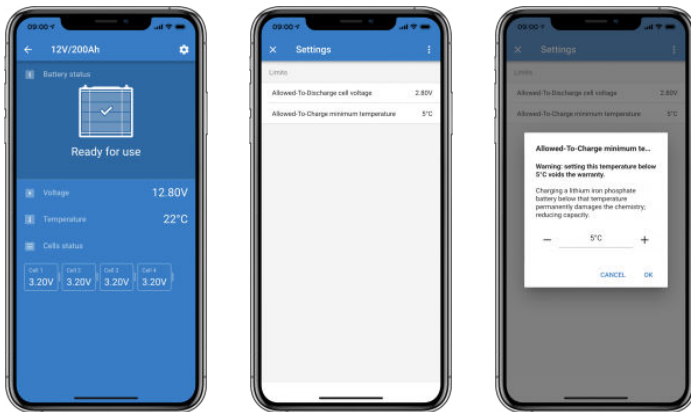 09:00
12V/200Ah
Battery status
Ready for use
Voltage 12.80V
Temperature 22°C
Cells status
Cell 1 Cell 2 Cell 3 Cell 4
3.20V 3.20V 3.20V 3.20V
09:00
Settings
Limits
Allowed-To-Discharge cell voltage 2.80V
Allowed-To-Charge minimum temperature 5°C
09:00
Settings
Limits
Allowed-To-Discharge cell voltage 2.80V
Allowed-To-Charge minimum temperature 5°C
Allowed-To-Charge minimum te...
Warning: setting this temperature below
5°C voids the warranty.
Charging a lithium iron phosphate
battery below that temperature
permanently damages the chemistry;
reducing capacity.
5°C
CANCEL OK